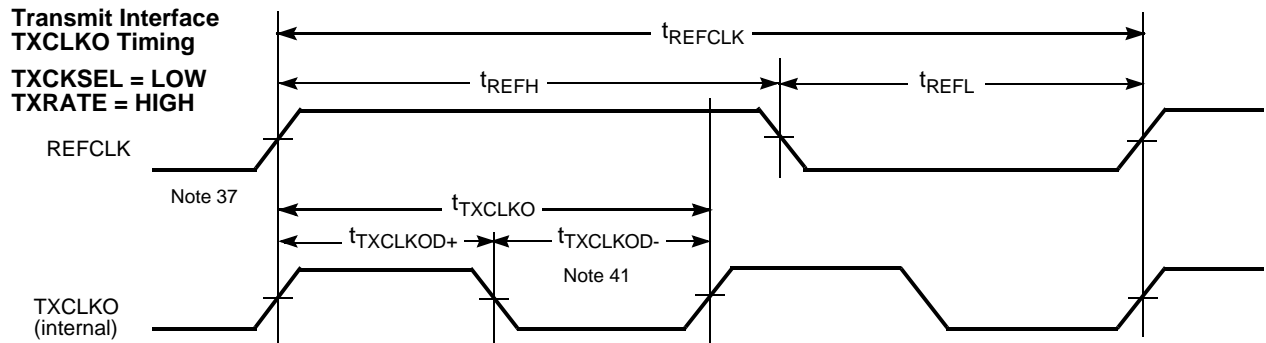 Transmit Interface
TXCLKO Timing
TXCKSEL = LOW
TXRATE = HIGH
tREFCLK
tREFH
tREFL
REFCLK
Note 37
tTXCLKO
tTXCLKOD+
tTXCLKOD-
Note 41
TXCLKO
(internal)